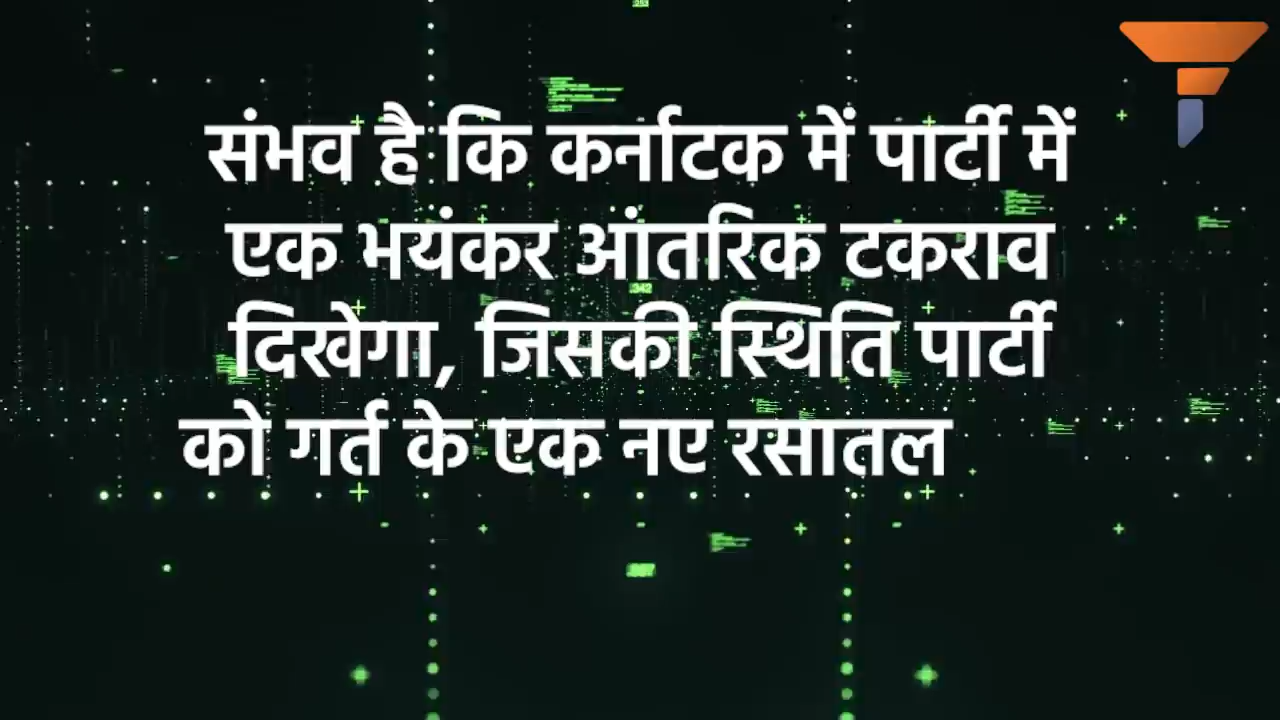 संभव है कि कर्नाटक में पार्टी में
एक भयंकर आंतरिक टकराव
दिखेगा, जिसकी स्थिति पार्टी
को गर्त के एक नए रसातल